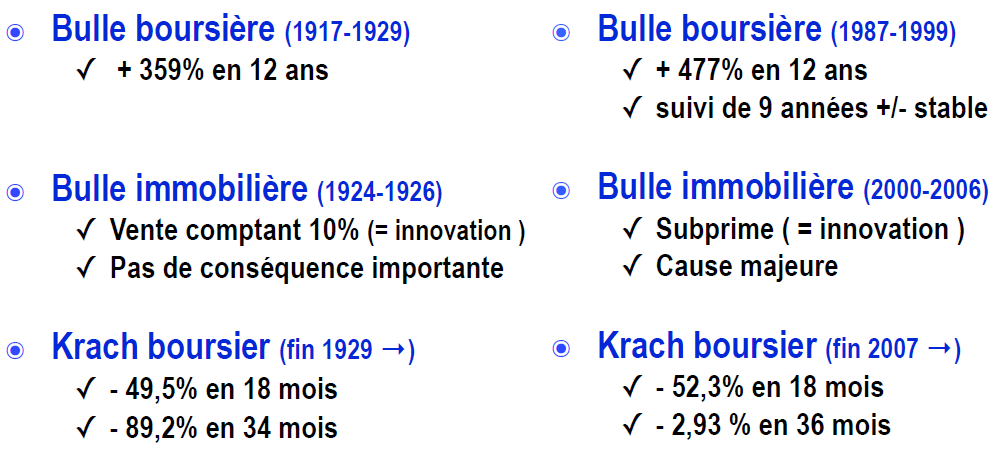 Bulle boursière (1917-1929)
✓ + 359% en 12 ans
Bulle immobilière (1924-1926)
✓ Vente comptant 10% (= innovation )
✓ Pas de conséquence importante
Krach boursier (fin 1929 →)
✓ - 49,5% en 18 mois
✓ - 89,2% en 34 mois
Bulle boursière (1987-1999)
✓ + 477% en 12 ans
✓ suivi de 9 années +/- stable
Bulle immobilière (2000-2006)
✓ Subprime ( = innovation )
✓ Cause majeure
Krach boursier (fin 2007 →)
✓ - 52,3% en 18 mois
✓ - 2,93 % en 36 mois